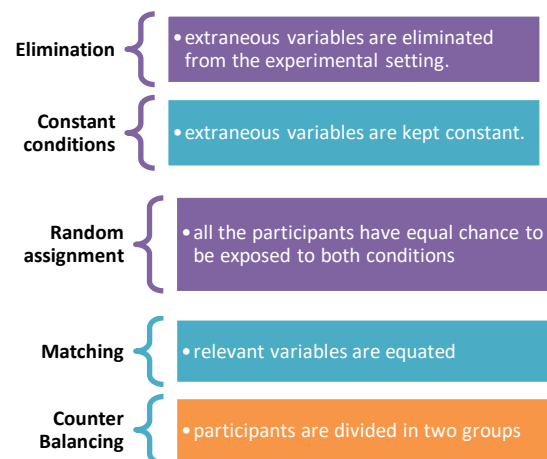 Elimination
• extraneous variables are eliminated
from the experimental setting.
Constant
conditions
• extraneous variables are kept constant.
Random
assignment
• all the participants have equal chance to
be exposed to both conditions
Matching
• relevant variables are equated
Counter
Balancing
• participants are divided in two groups